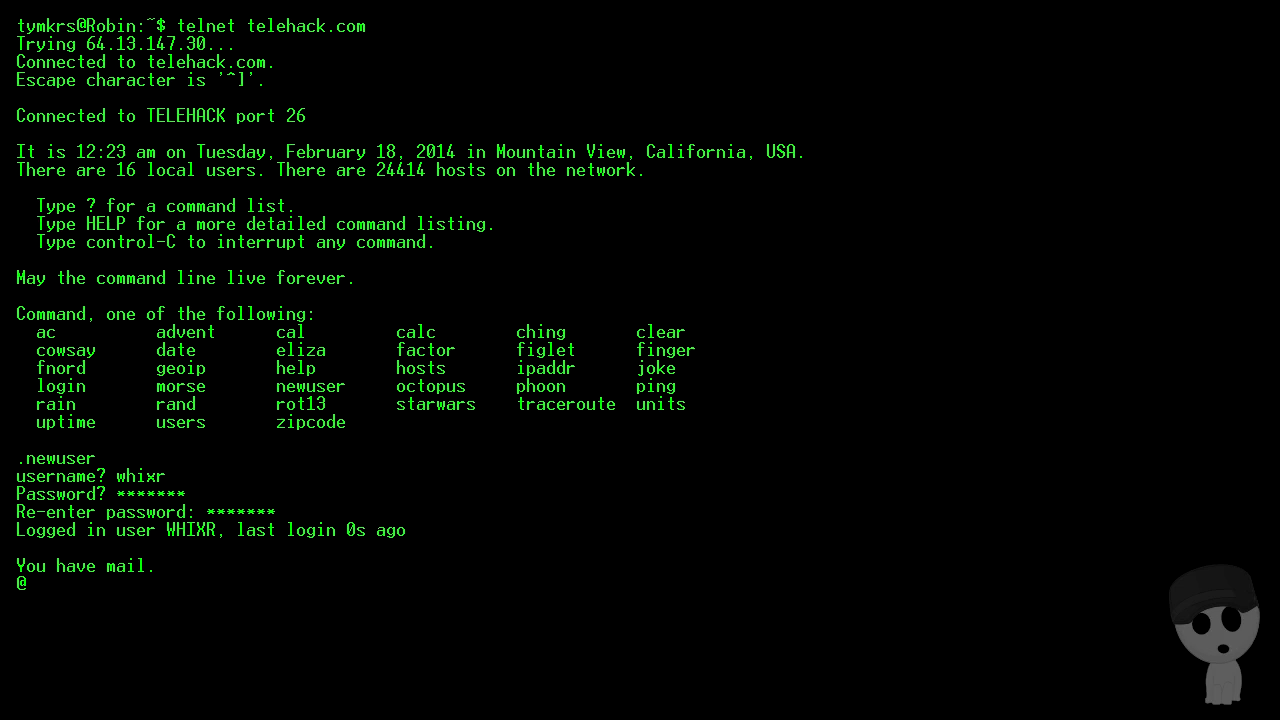 tymkrs@Robin:~$ telnet telehack.com
Trying 64.13.147.30...
Connected to telehack.com.
Escape character is '^]'.
Connected to TELEHACK port 26
It is 12:23 am on Tuesday, February 18, 2014 in Mountain View, California, USA.
There are 16 local users. There are 24414 hosts on the network.
Type ? for a command list.
Type HELP for a more detailed command listing.
Type control-C to interrupt any command.
May the command line live forever.
Command, one of the following:
ac advent cal calc ching clear
cowsay date eliza factor figlet finger
fnord geoip help hosts ipaddr joke
login morse newuser octopus phoon ping
rain rand rot13 starwars traceroute units
uptime users zipcode
.newuser
username? whixr
Password? *******
Re-enter password: *******
Logged in user WHIXR, last login 0s ago
You have mail.
@